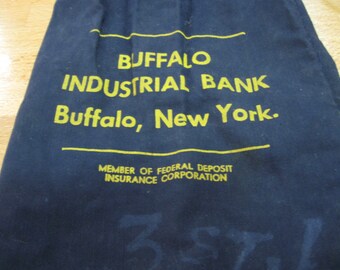 BUFFALO
INDUSTRIAL BANK
Buffalo, New York.
MEMBER OF FEDERAL DEPOSIT
INSURANCE CORPORATION